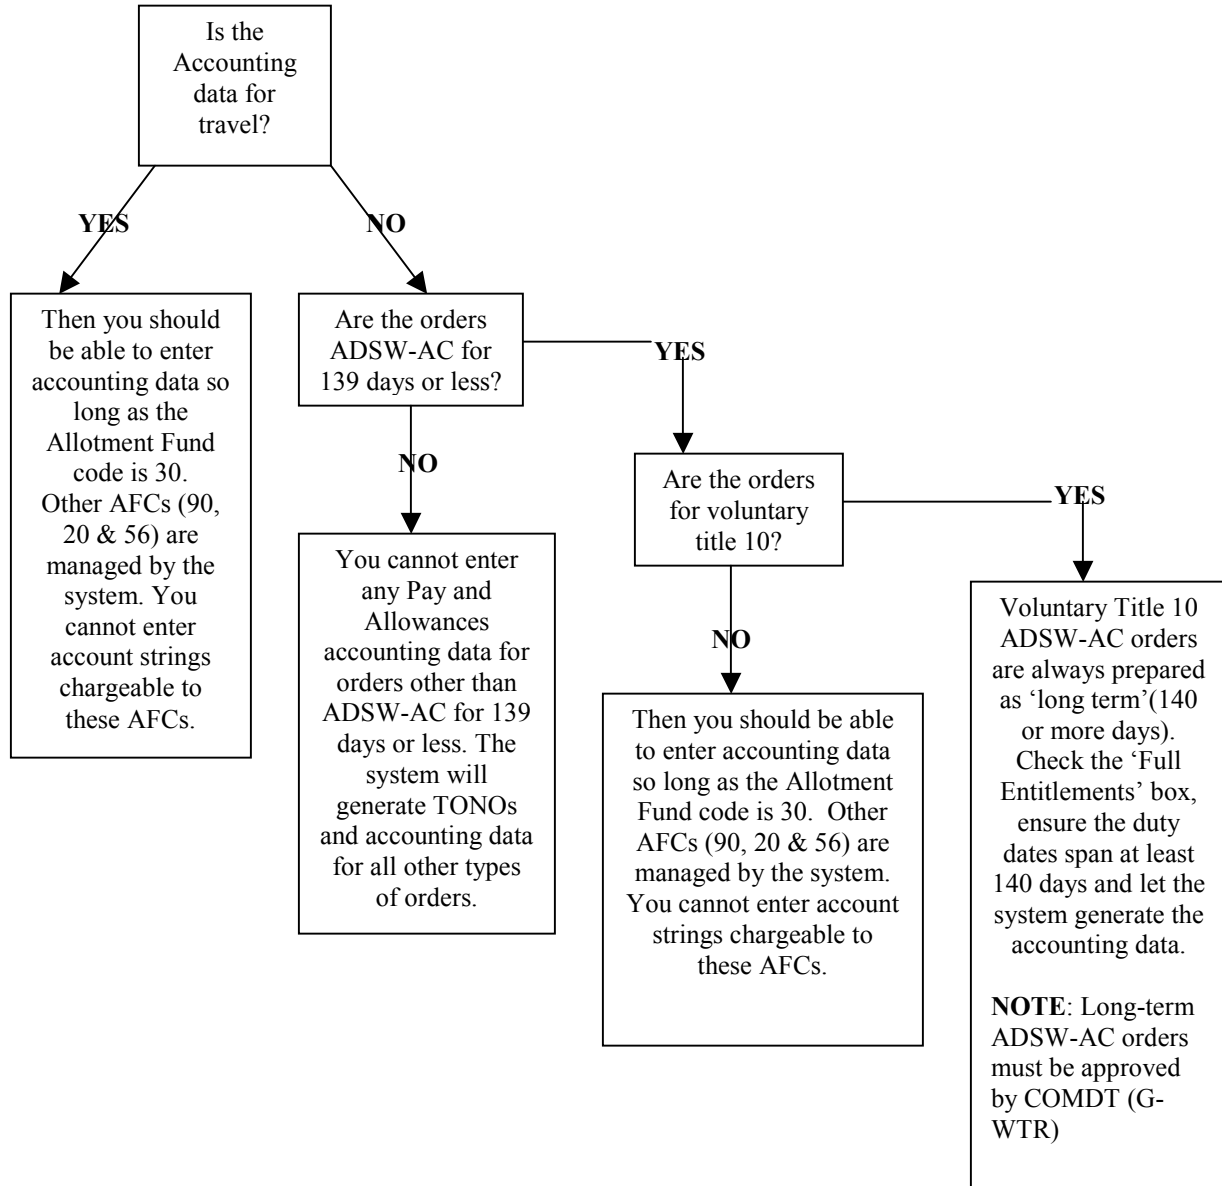 Is the
Accounting
data for
travel?
YES
NO
Then you should
be able to enter
accounting data so
long as the
Allotment Fund
code is 30.
Other AFCs (90,
20 & 56) are
managed by the
system. You
cannot enter
account strings
chargeable to
these AFCs.
Are the orders
ADSW-AC for
139 days or less?
YES
NO
You cannot enter
any Pay and
Allowances
accounting data for
orders other than
ADSW-AC for 139
days or less. The
system will
generate TONOs
and accounting data
for all other types
of orders.
Are the orders
for voluntary
title 10?
YES
NO
Then you should be able
to enter accounting data
so long as the Allotment
Fund code is 30.  Other
AFCs (90, 20 & 56) are
managed by the system.
You cannot enter account
strings chargeable to
these AFCs.
Voluntary Title 10
ADSW-AC orders
are always prepared
as ‘long term’(140
or more days).
Check the ‘Full
Entitlements’ box,
ensure the duty
dates span at least
140 days and let the
system generate the
accounting data.
NOTE: Long-term
ADSW-AC orders
must be approved
by COMDT (G-
WTR)